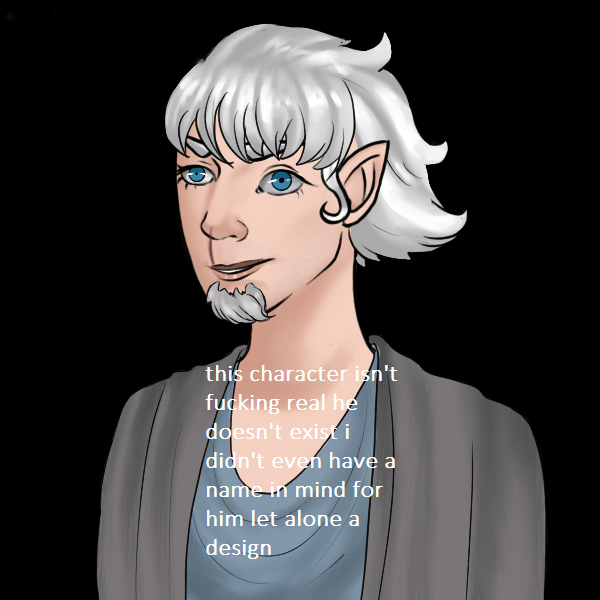 this character isn't
fucking real he
doesn't exist i
didn't even have a
name in mind for
him let alone a
design